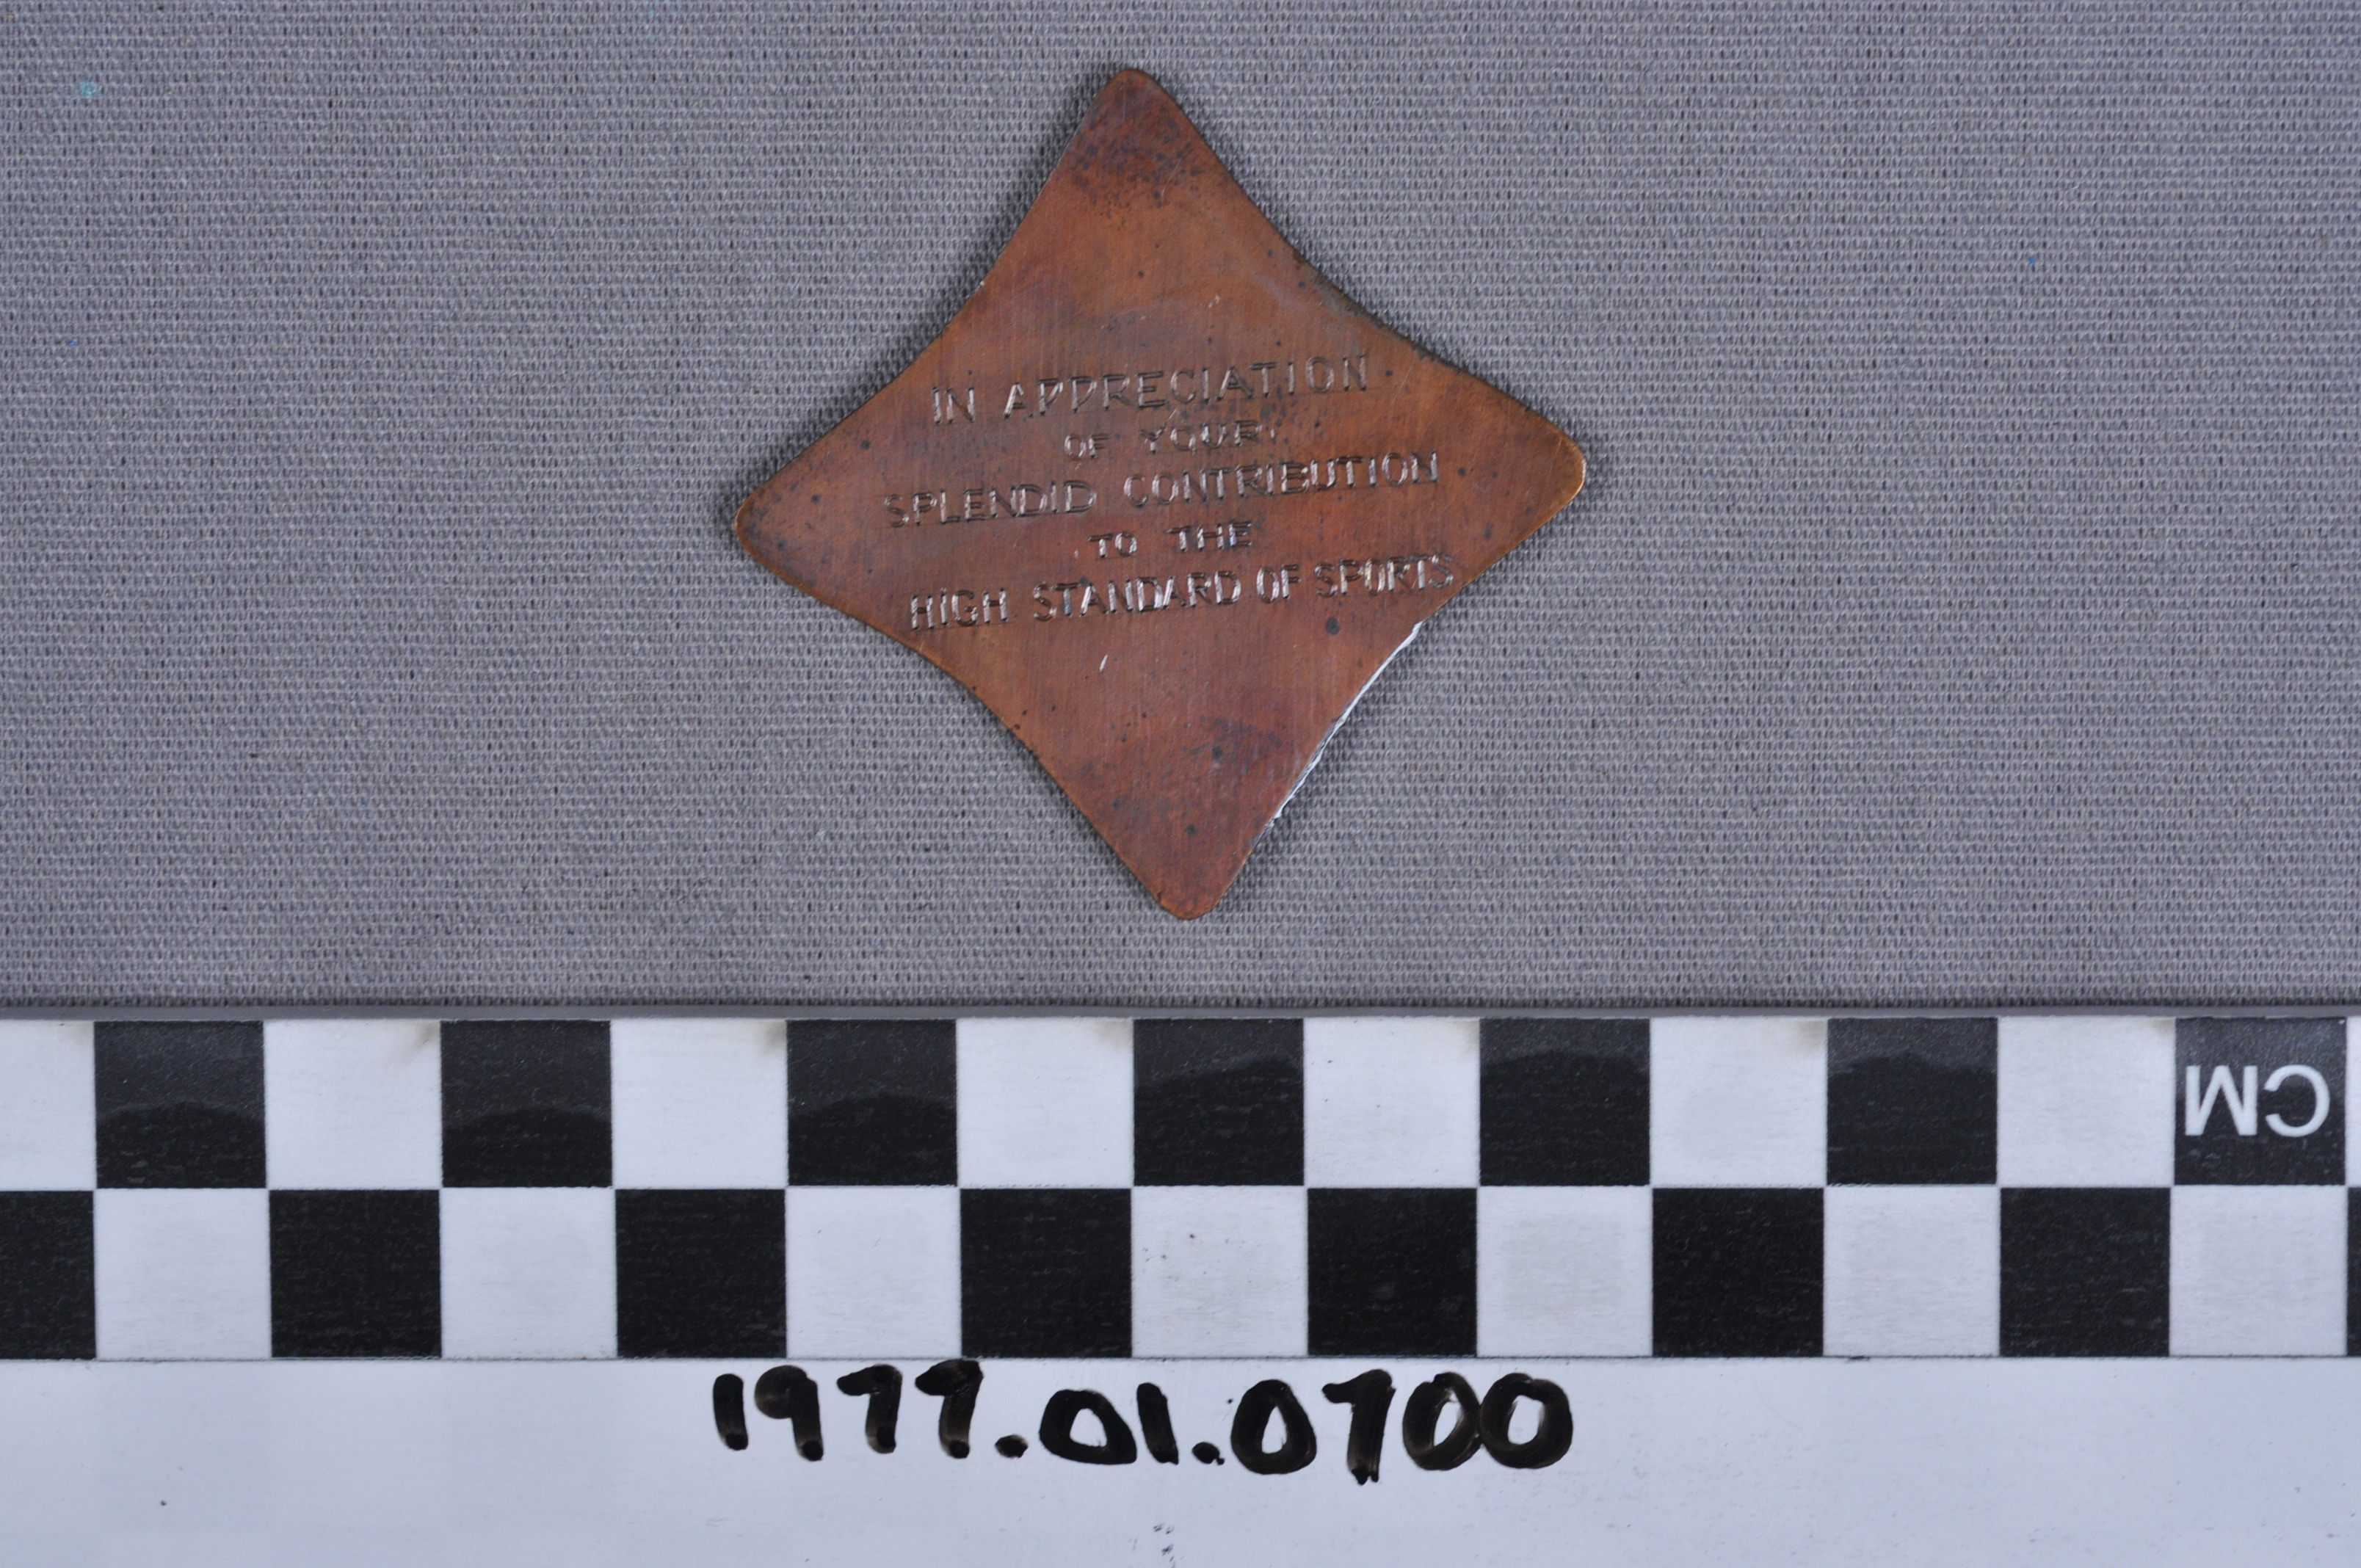 IN APPRECIATION
OF YOUR
SPLENDID CONTRIBUTION
TO THE
HIGH STANDARD OF SPORTS
CM
1977.01.0700